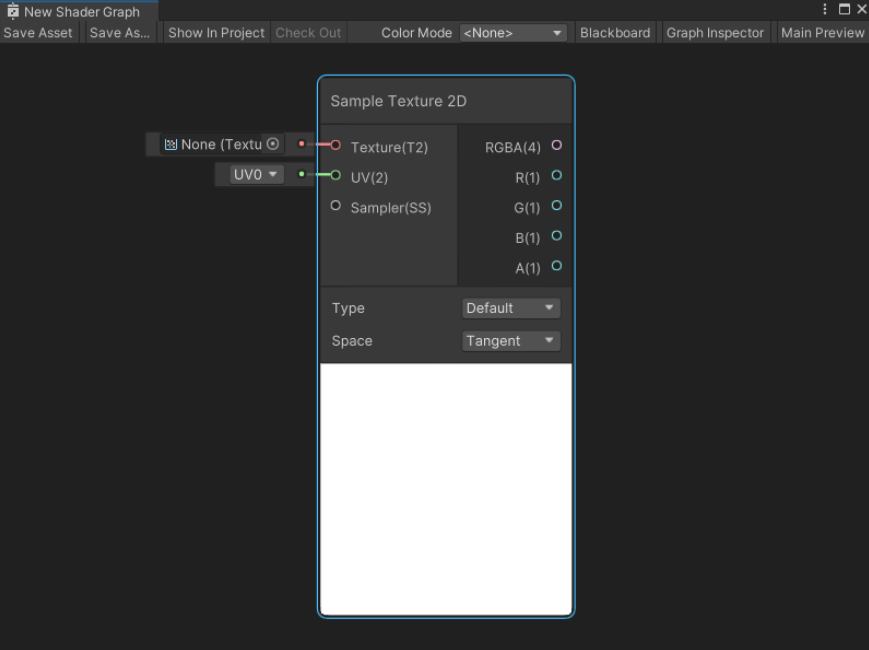 New Shader Graph
Save Asset Save As... Show In Project Check Out Color Mode <None> Blackboard Graph Inspector Main Preview
Sample Texture 2D
None (Textu Texture(T2) RGBA(4)
UV0 UV(2) R(1)
Sampler(SS) G(1)
B(1)
A(1)
Type Default
Space Tangent